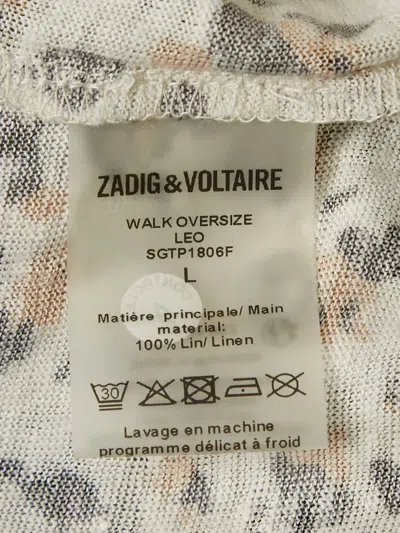 ZADIG&VOLTAIRE
WALK OVERSIZE
LEO
SGTP1806F
L
Matière principale/ Main
material:
100% Lin/ Linen
30
Lavage en machine
programme délicat à froid